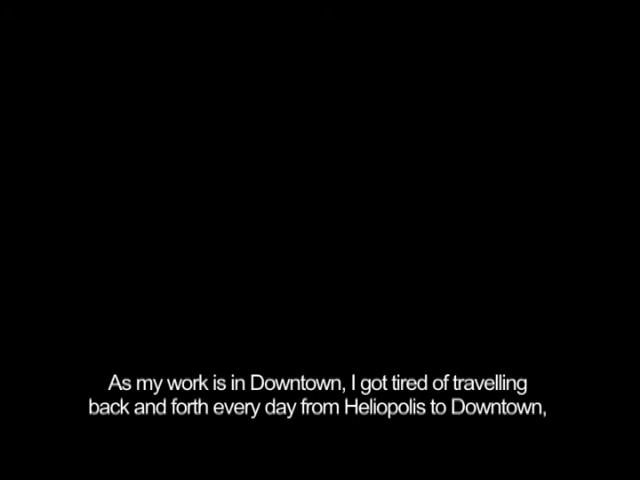 As my work is in Downtown, I got tired of travelling
back and forth every day from Heliopolis to Downtown,